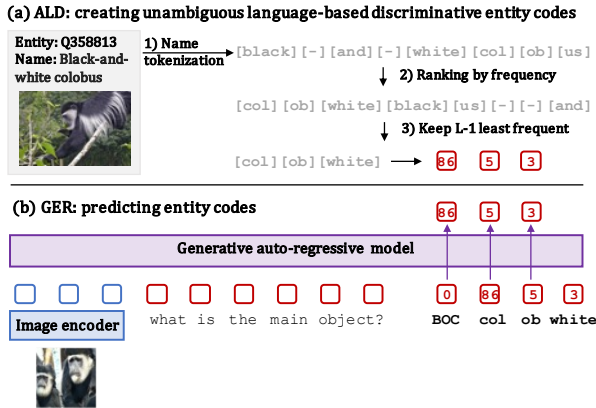 (a) ALD: creating unambiguous language-based discriminative entity codes
Entity: Q358813
Name: Black-and-
white colobus
1) Name
tokenization
[black][-][and][-][white][col][ob][us]
2) Ranking by frequency
[col][ob][white][black][us][-][-][and]
3) Keep L-1 least frequent
[col][ob][white]
86 5 3
(b) GER: predicting entity codes
86 5 3
Generative auto-regressive model
0 86 5 3
Image encoder
what is the main object?
BOC col ob white